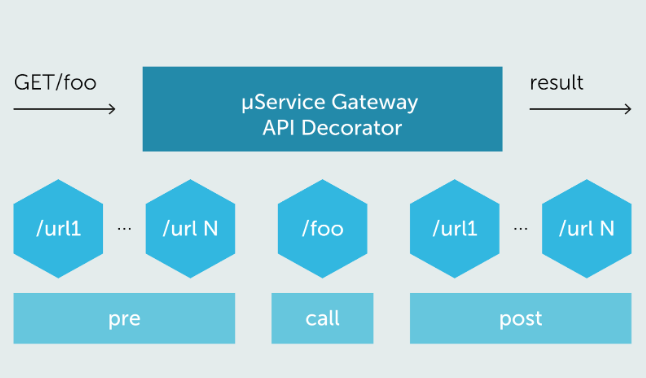 GET/foo
µService Gateway
API Decorator
result
/url1
...
/url N
/foo
/url1
...
/url N
pre
call
post